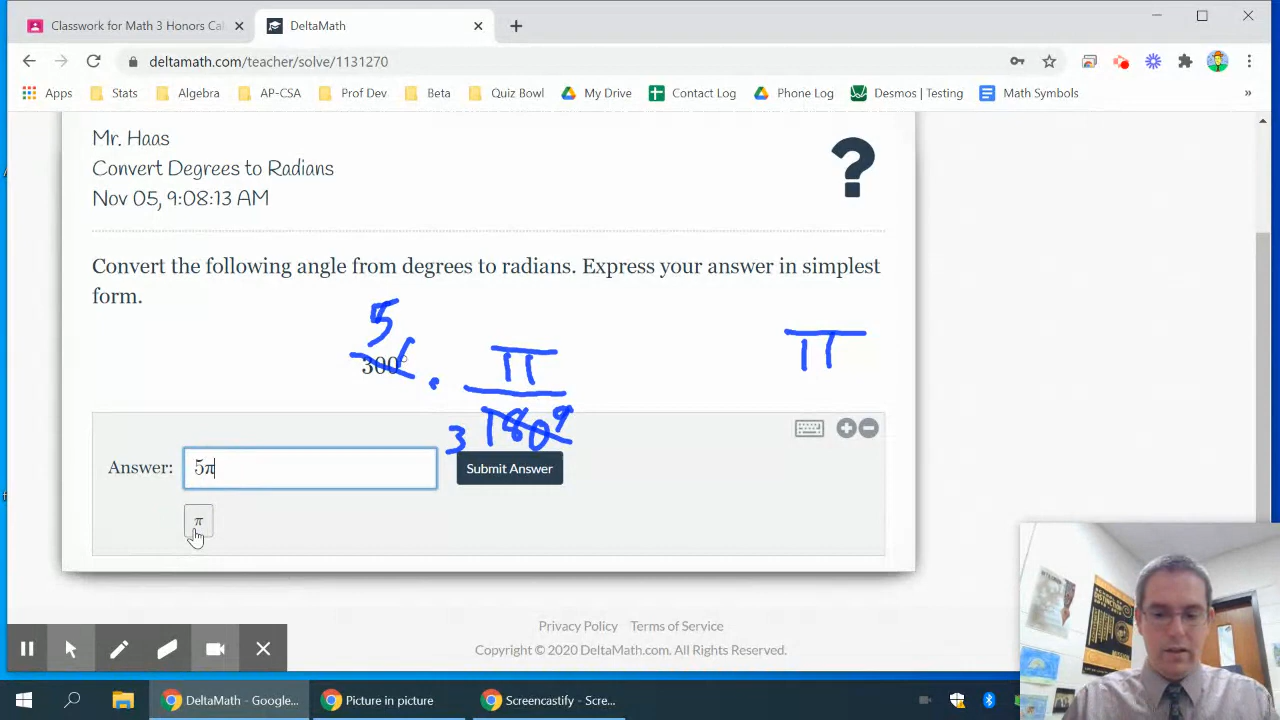 Classwork for Math 3 Honors Cal
DeltaMath
deltamath.com/teacher/solve/1131270
Apps Stats Algebra AP-CSA Prof Dev Beta Quiz Bowl My Drive Contact Log Phone Log Desmos | Testing Math Symbols »
Mr. Haas
Convert Degrees to Radians
Nov 05, 9:08:13 AM
?
Convert the following angle from degrees to radians. Express your answer in simplest
form.
5
300° · π
π
3 180°
Answer: 5π
Submit Answer
π
Privacy Policy Terms of Service
Copyright © 2020 DeltaMath.com. All Rights Reserved.
DeltaMath - Google...
Picture in picture
Screencastify - Scre...